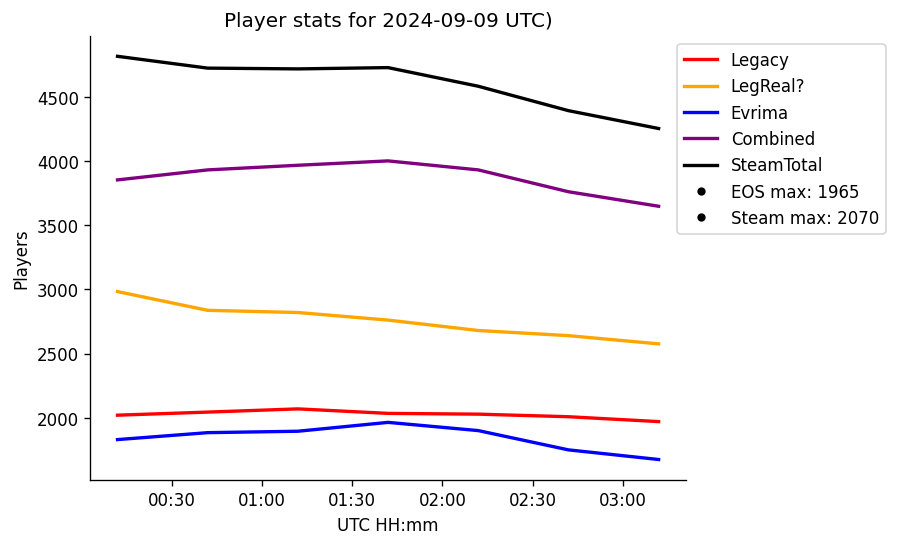 Player stats for 2024-09-09 UTC)
Legacy
LegReal?
Evrima
Combined
SteamTotal
EOS max: 1965
Steam max: 2070
Players
4500
4000
3500
3000
2500
2000
00:30 01:00 01:30 02:00 02:30 03:00
UTC HH:mm